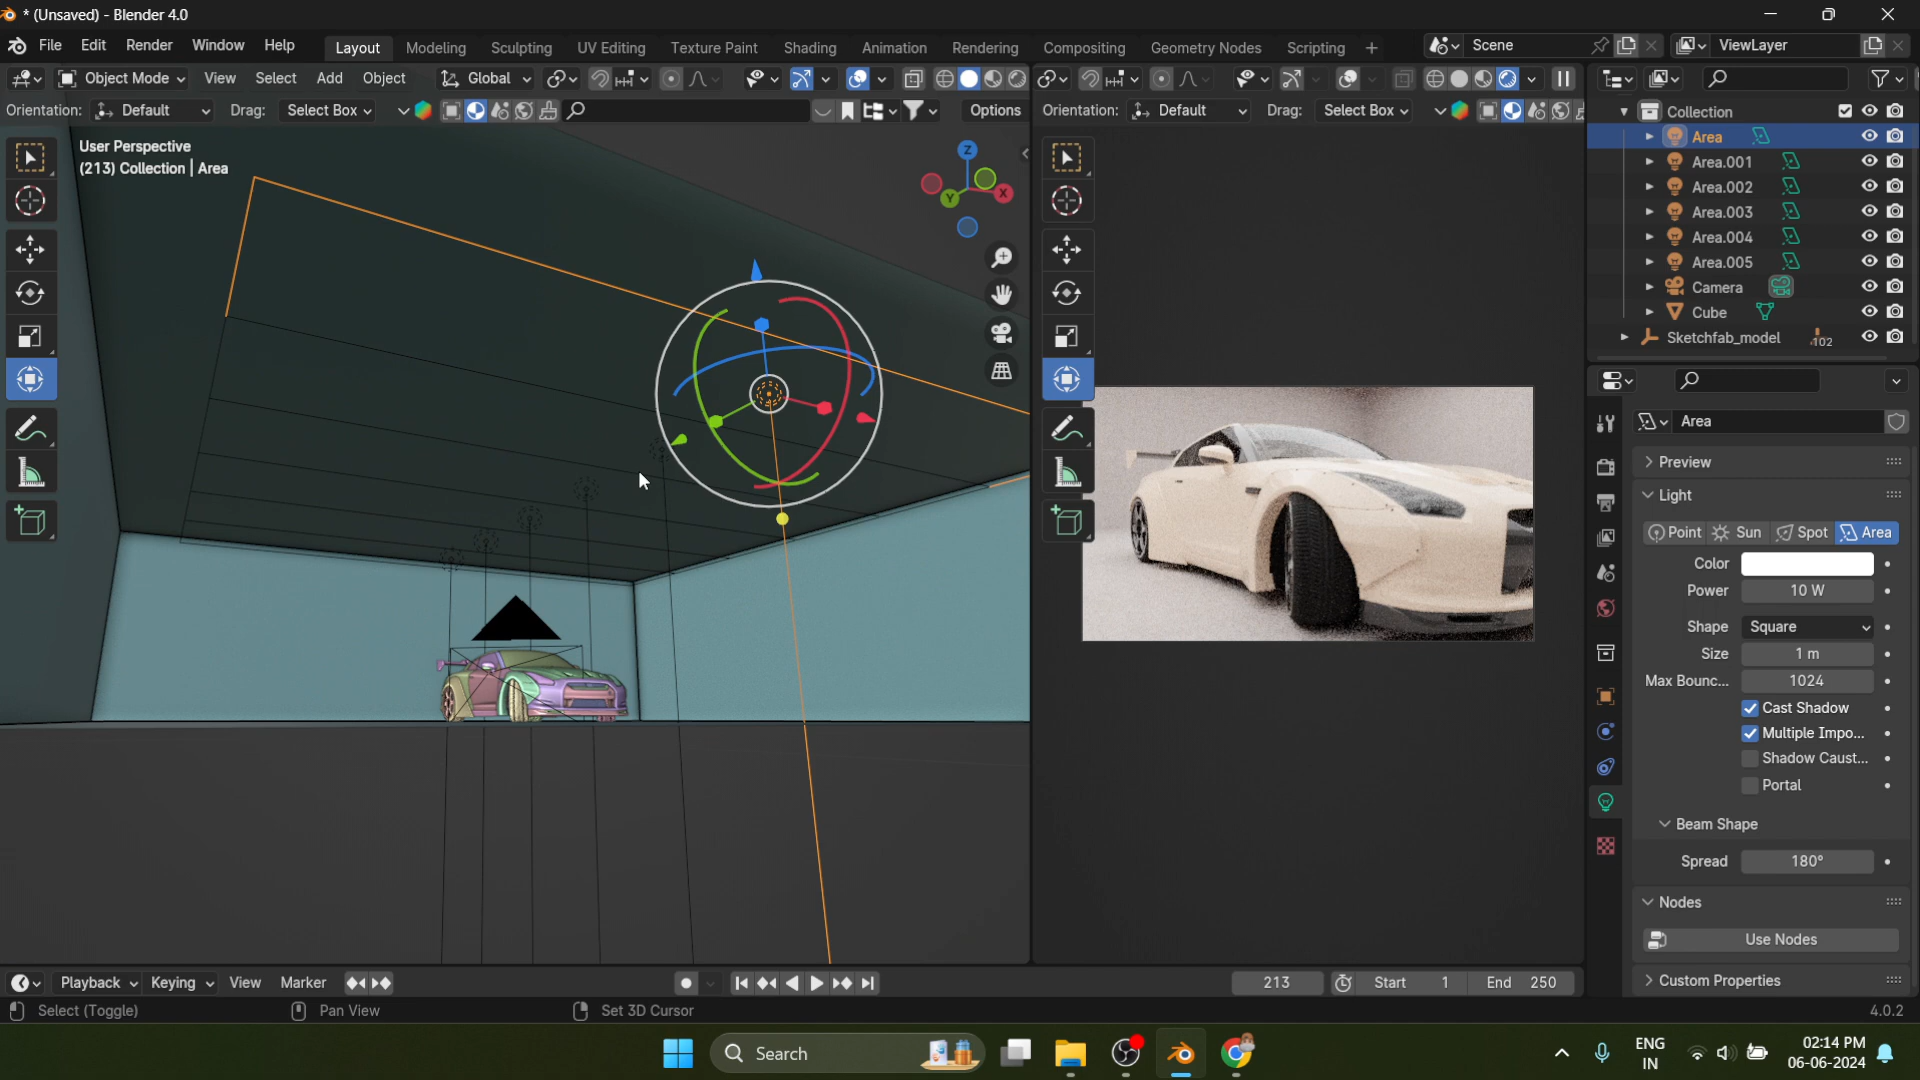 * (Unsaved) - Blender 4.0
File Edit Render Window Help Layout Modeling Sculpting UV Editing Texture Paint Shading Animation Rendering Compositing Geometry Nodes Scripting + Scene ViewLayer
Object Mode View Select Add Object Global
Orientation: Default Drag: Select Box Options Orientation: Default Drag: Select Box
User Perspective
(213) Collection | Area
Z
X
Y
Collection
Area
Area.001
Area.002
Area.003
Area.004
Area.005
Camera
Cube
Sketchfab_model 102
Area
Preview
Light
Point Sun Spot Area
Color
Power 10 W
Shape Square
Size 1 m
Max Bounc... 1024
Cast Shadow
Multiple Impo...
Shadow Caust...
Portal
Beam Shape
Spread 180°
Nodes
Use Nodes
Custom Properties
Playback Keying View Marker 213 Start 1 End 250
Select (Toggle) Pan View Set 3D Cursor 4.0.2
Search
ENG
IN
02:14 PM
06-06-2024